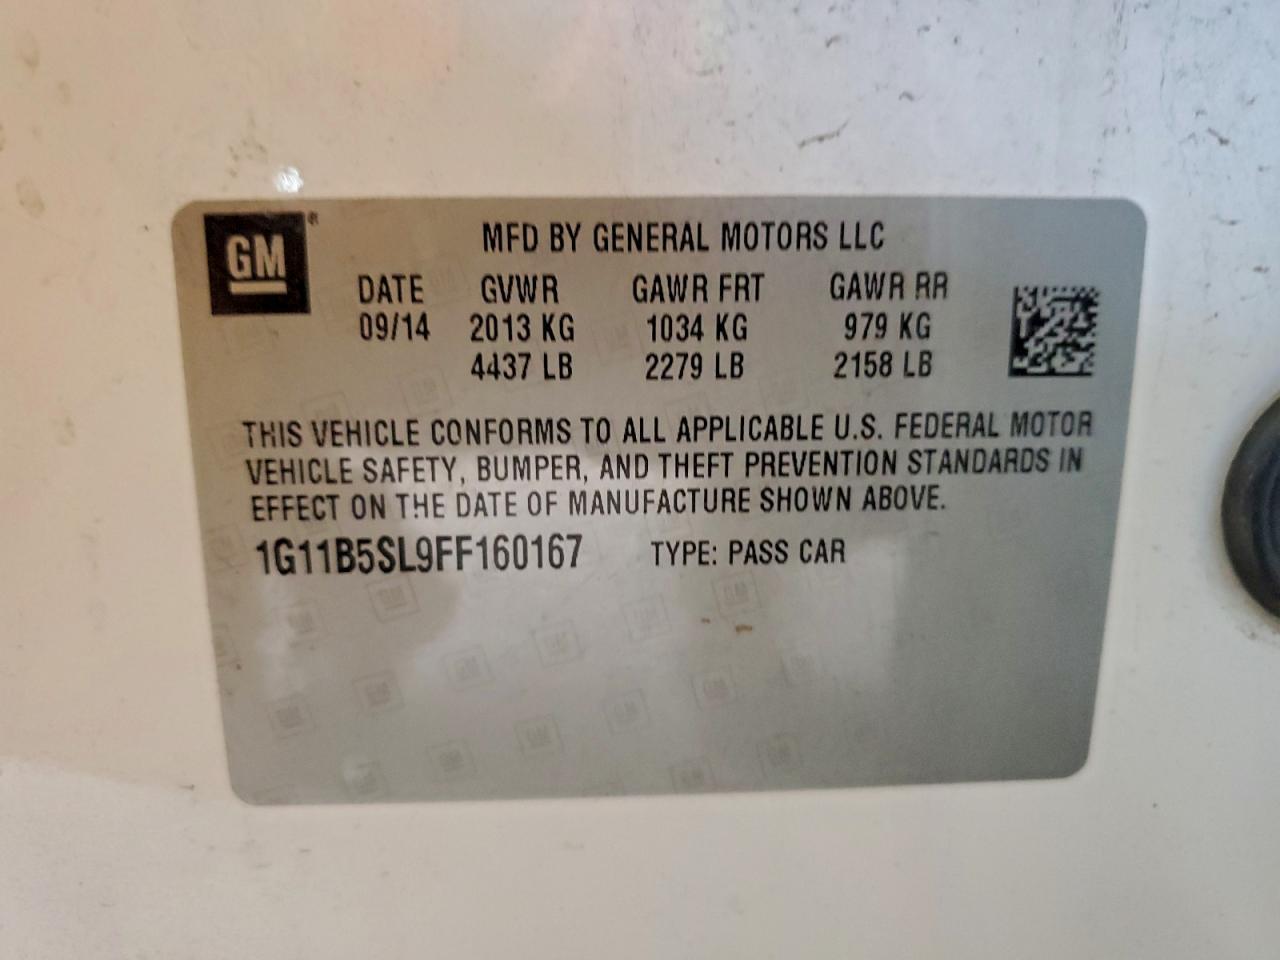 GM®
MFD BY GENERAL MOTORS LLC
DATE GVWR GAWR FRT GAWR RR
09/14 2013 KG 1034 KG 979 KG
4437 LB 2279 LB 2158 LB
THIS VEHICLE CONFORMS TO ALL APPLICABLE U.S. FEDERAL MOTOR
VEHICLE SAFETY, BUMPER, AND THEFT PREVENTION STANDARDS IN
EFFECT ON THE DATE OF MANUFACTURE SHOWN ABOVE.
1G11B5SL9FF160167 TYPE: PASS CAR